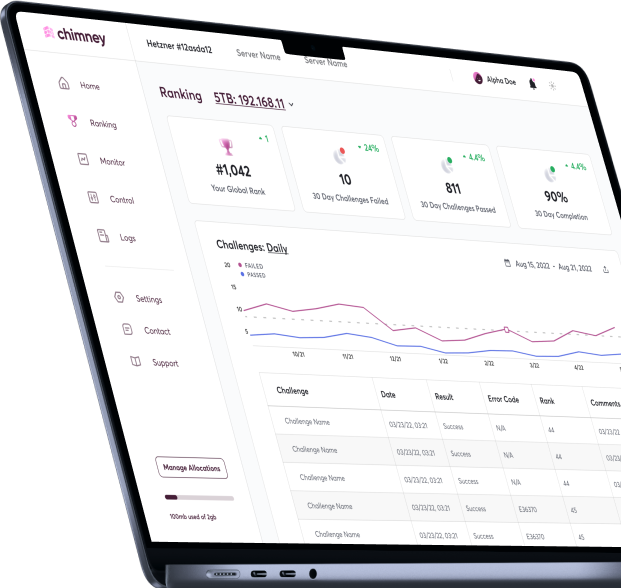 chimney
Hetzner #12asda12
Server Name
Server Name
Alpha Doe
Home
Ranking
Monitor
Control
Logs
Settings
Contact
Support
Manage Allocations
100mb used of 2gb
Ranking 5TB: 192.168.11
1
#1,042
Your Global Rank
24%
10
30 Day Challenges Failed
4.4%
811
30 Day Challenges Passed
4.4%
90%
30 Day Completion
Challenges: Daily
Aug 15, 2022 - Aug 21, 2022
FAILED
PASSED
20
15
10
5
10/21
11/21
12/21
1/22
2/22
3/22
4/22
Challenge Date Result Error Code Rank Comments
Challenge Name 03/23/22, 03:21 Success N/A 44 03/23/22
Challenge Name 03/23/22, 03:21 Success N/A 44
Challenge Name 03/23/22, 03:21 Success N/A 44
Challenge Name 03/23/22, 03:21 Success E36370 45
Challenge Name 03/23/22, 03:21 Success E36370 45